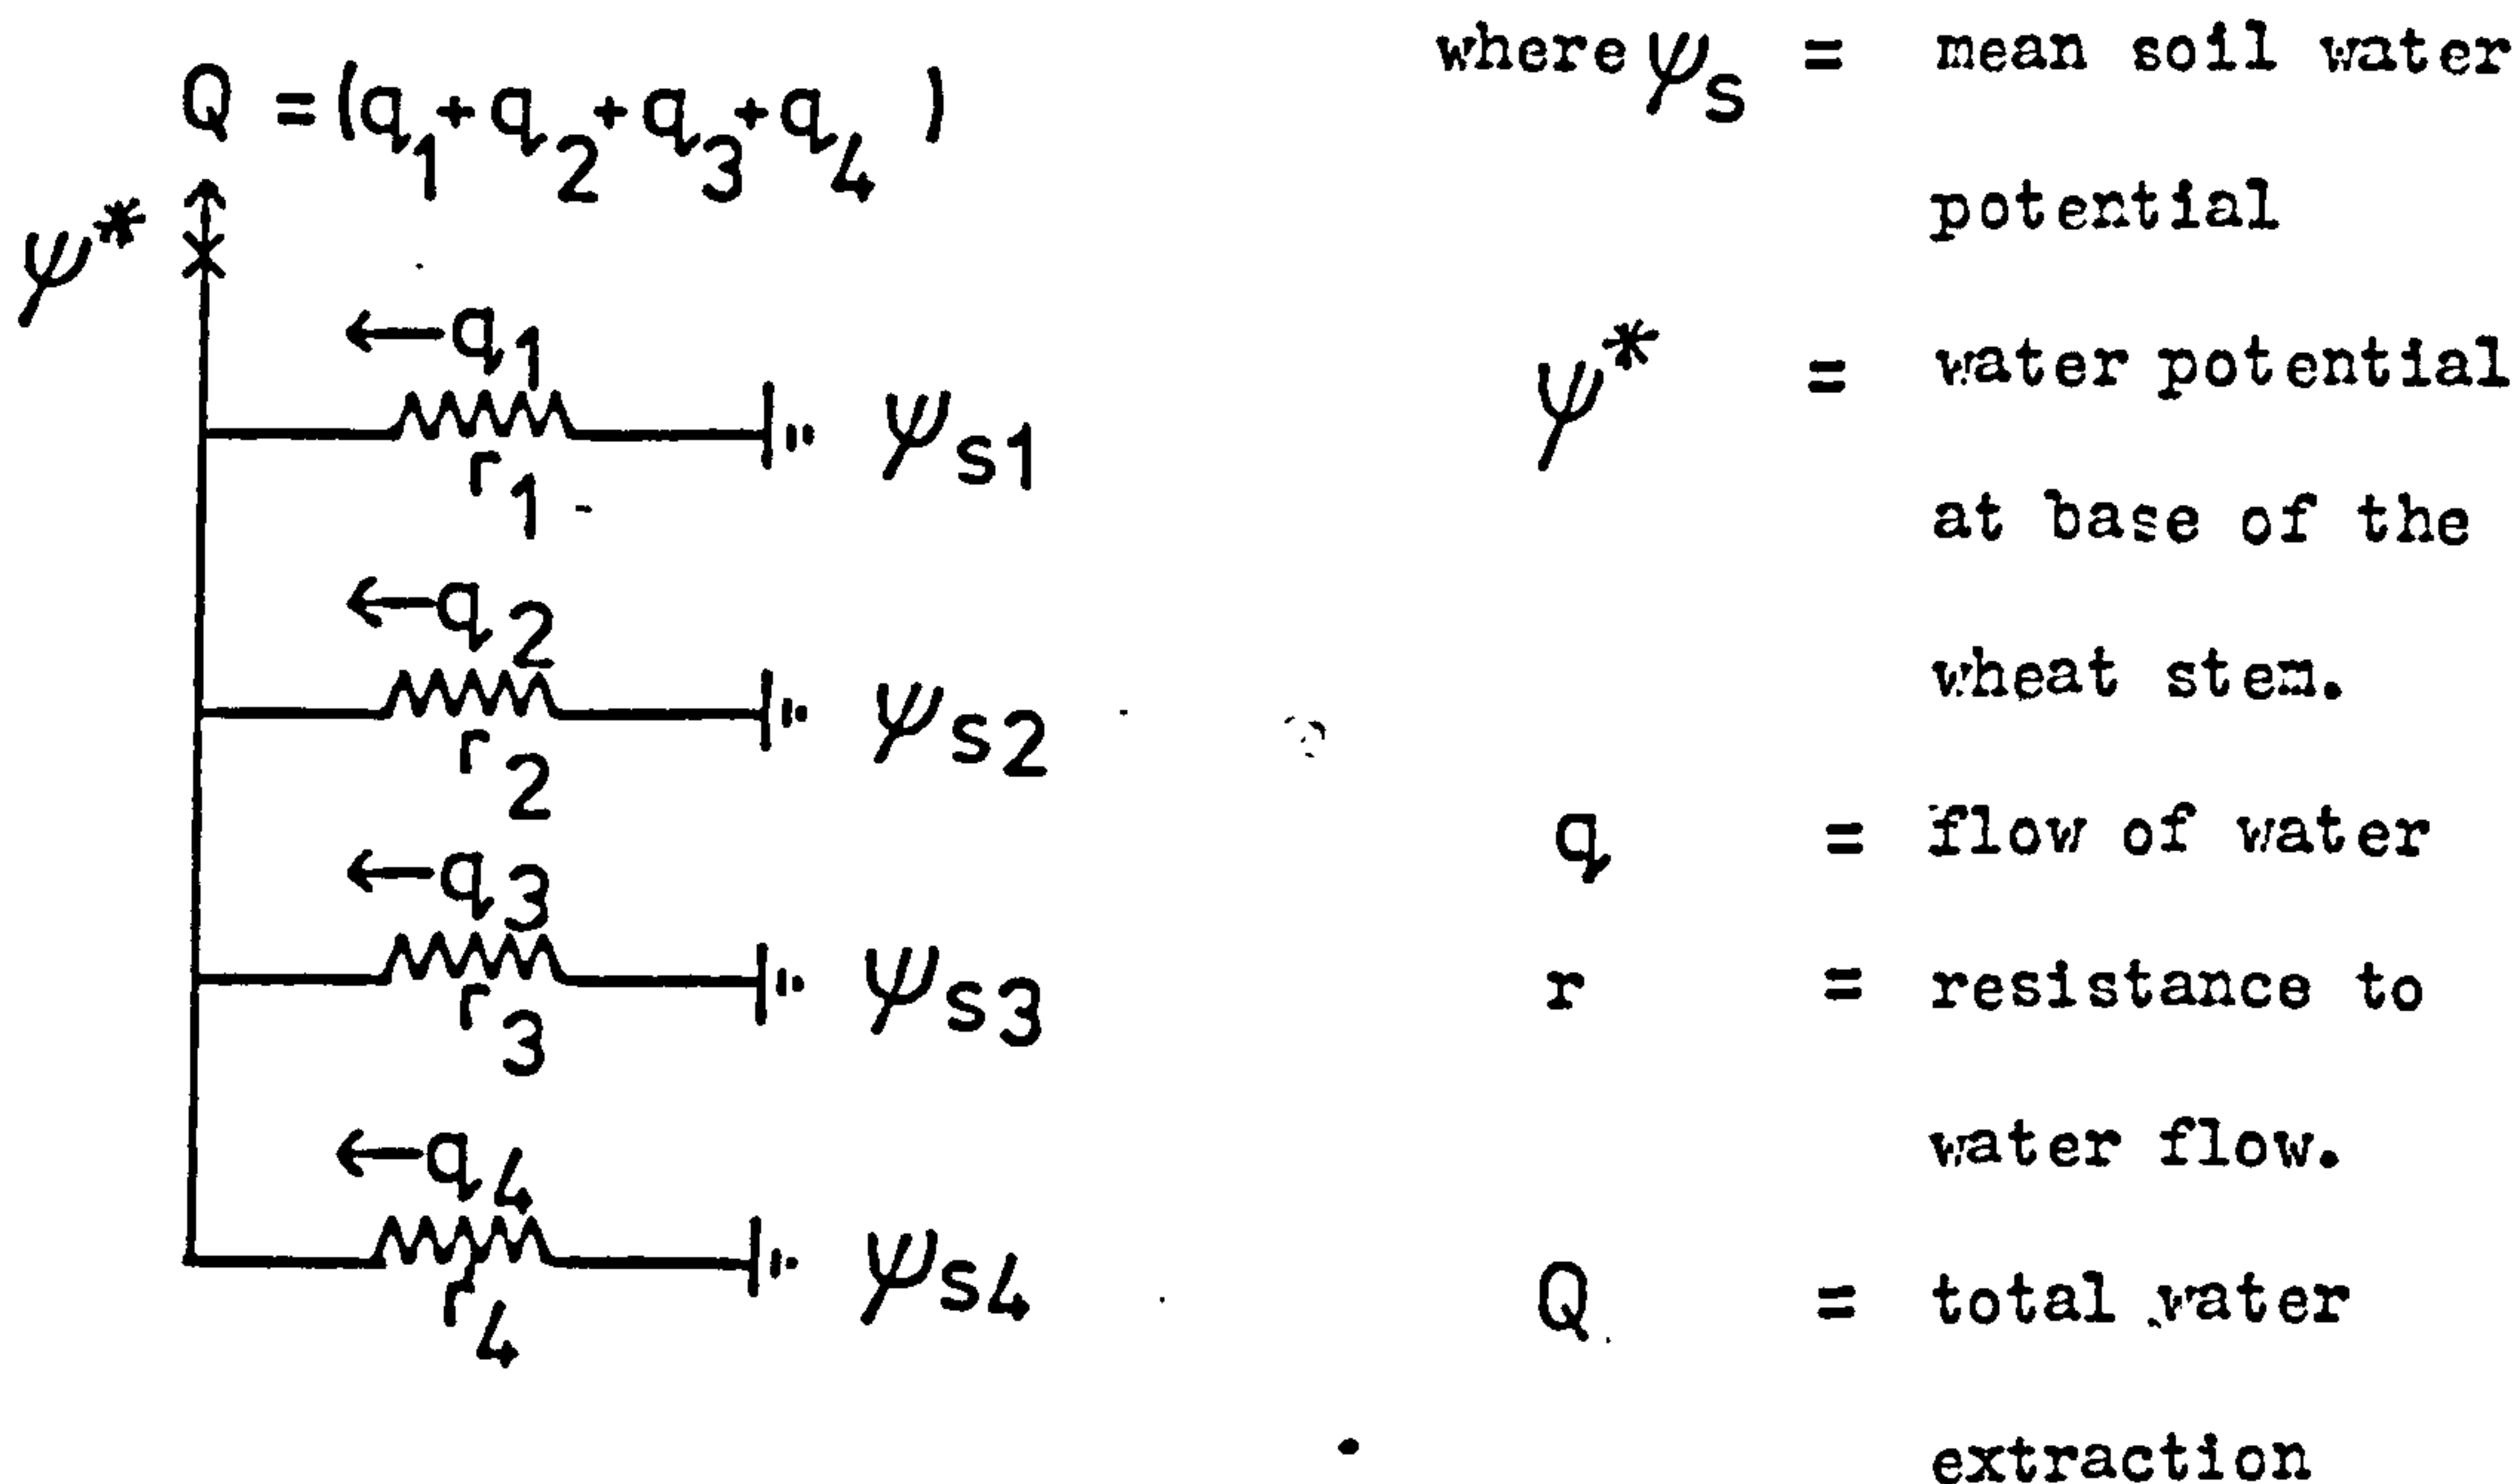 Q = (q1+q2+q3+q4 )
ψ*
←q1
r1
ψs1
←q2
r2
ψs2
←q3
r3
ψs3
←q4
r4
ψs4
where ψs = mean soil water
potential
ψ* = water potential
at base of the
wheat stem.
q = flow of water
r = resistance to
water flow.
Q = total water
extraction